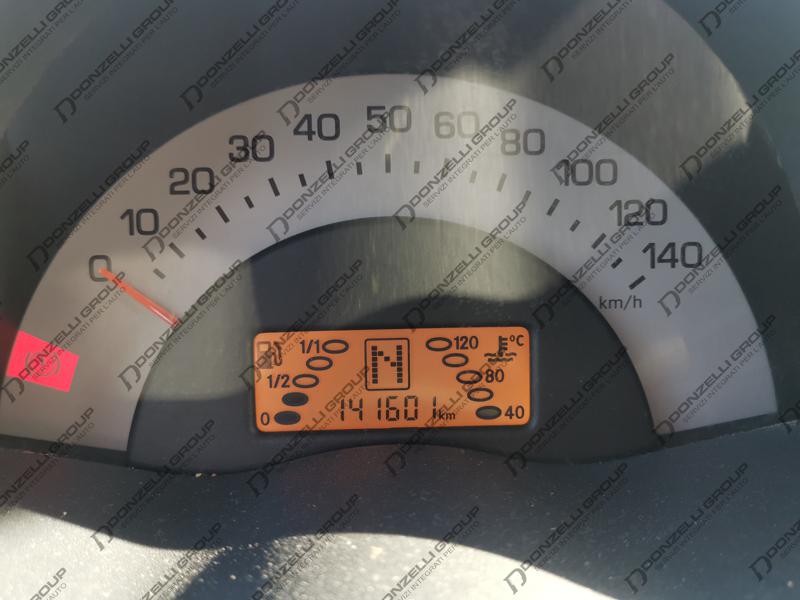 0
10
20
30
40
50
60
80
100
120
140
km/h
1/1
N
120
°C
1/2
80
0
141601 km
40
DONZELLI GROUP
SERVIZI INTEGRATI PER L'AUTO